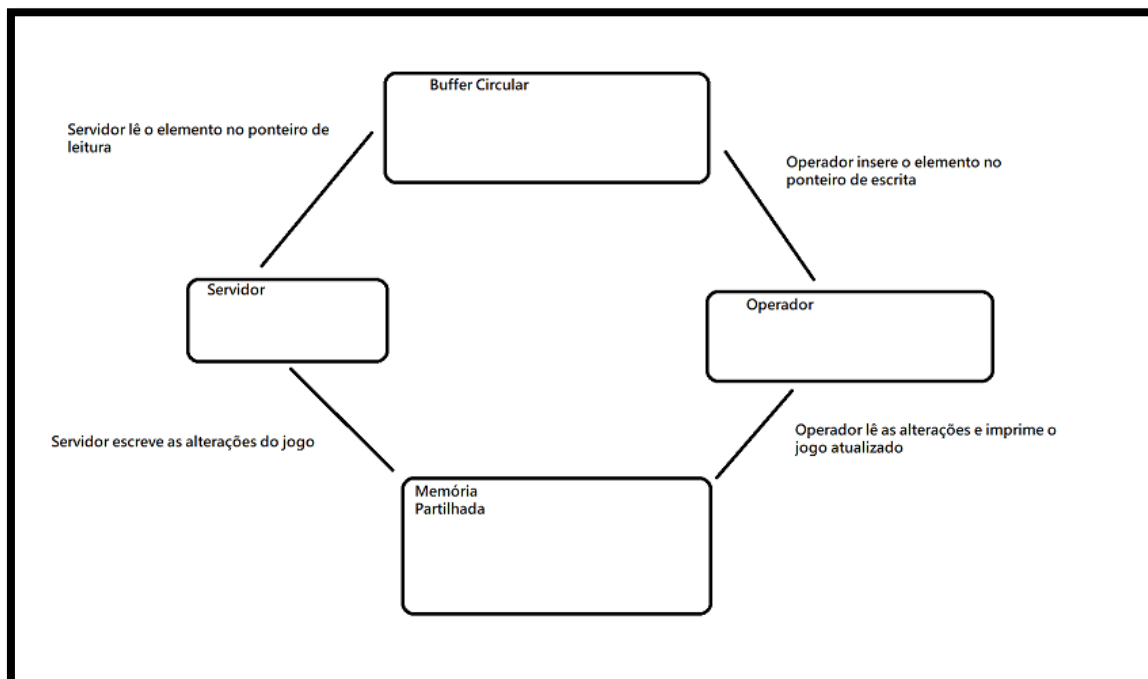 Buffer Circular
Servidor lê o elemento no ponteiro de
leitura
Operador insere o elemento no
ponteiro de escrita
Servidor
Operador
Servidor escreve as alterações do jogo
Operador lê as alterações e imprime o
jogo atualizado
Memória
Partilhada